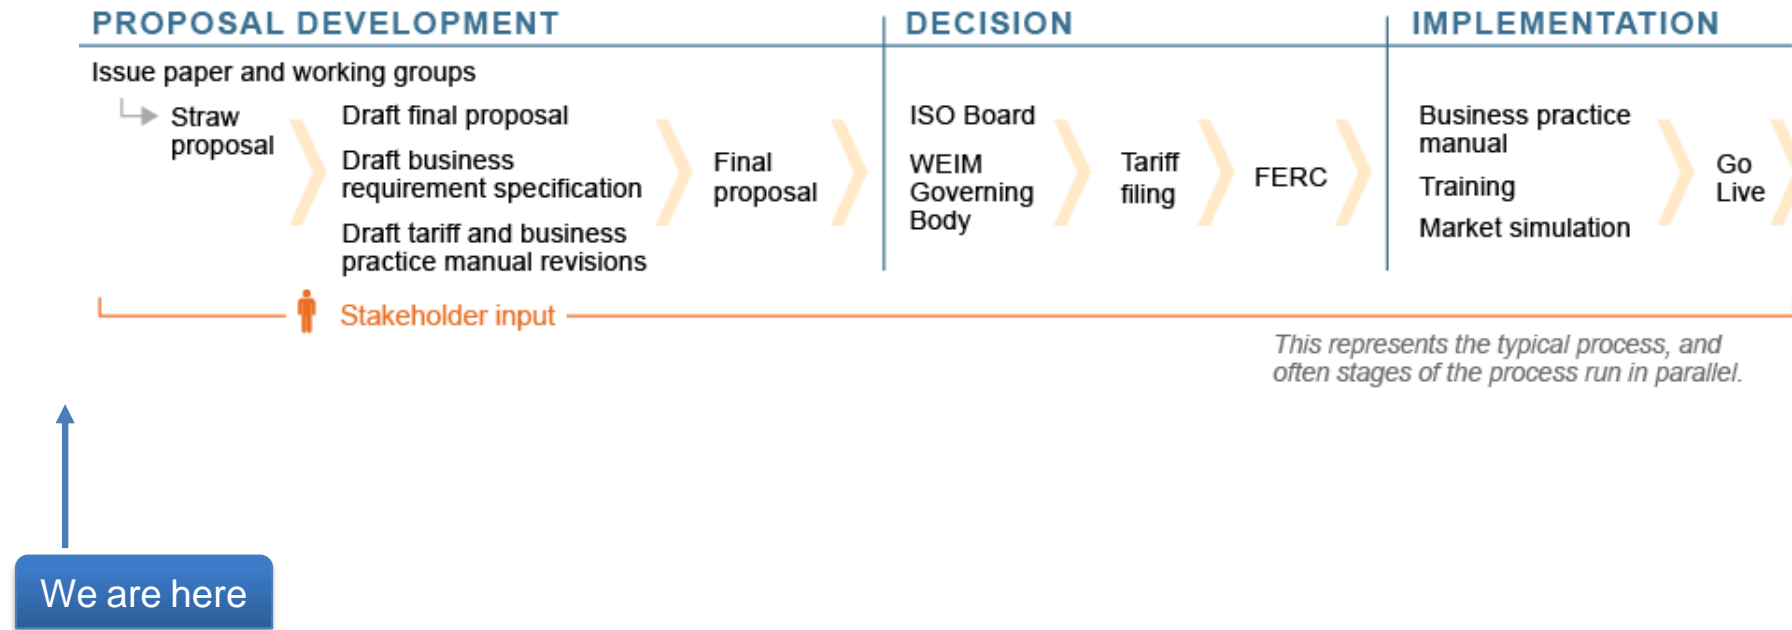 PROPOSAL DEVELOPMENT
Issue paper and working groups
Straw
proposal
Draft final proposal
Draft business
requirement specification
Draft tariff and business
practice manual revisions
Final
proposal
DECISION
ISO Board
WEIM
Governing
Body
Tariff
filing
FERC
IMPLEMENTATION
Business practice
manual
Training
Market simulation
Go
Live
Stakeholder input
This represents the typical process, and
often stages of the process run in parallel.
We are here